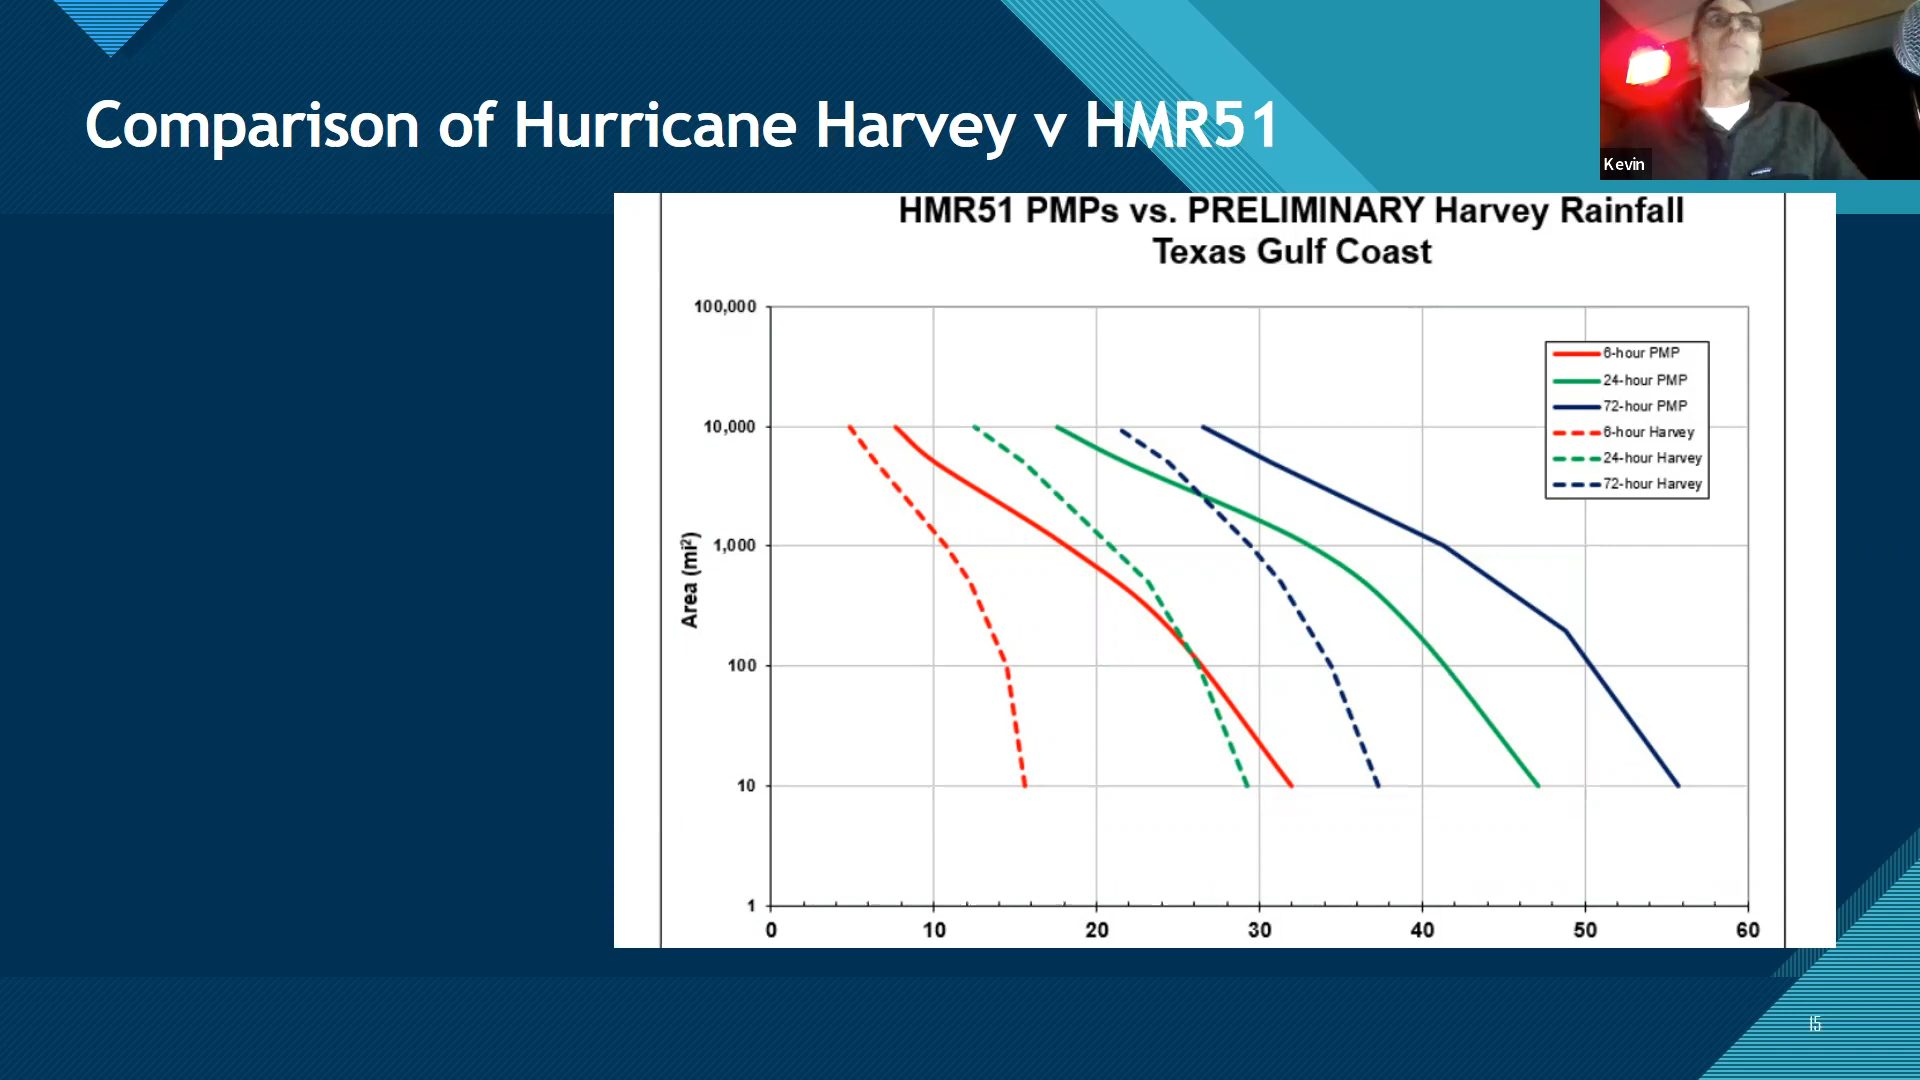 Comparison of Hurricane Harvey v HMR51
Kevin
HMR51 PMPs vs. PRELIMINARY Harvey Rainfall
Texas Gulf Coast
100,000
10,000
1,000
100
10
1
Area (mi²)
6-hour PMP
24-hour PMP
72-hour PMP
6-hour Harvey
24-hour Harvey
72-hour Harvey
0 10 20 30 40 50 60
15